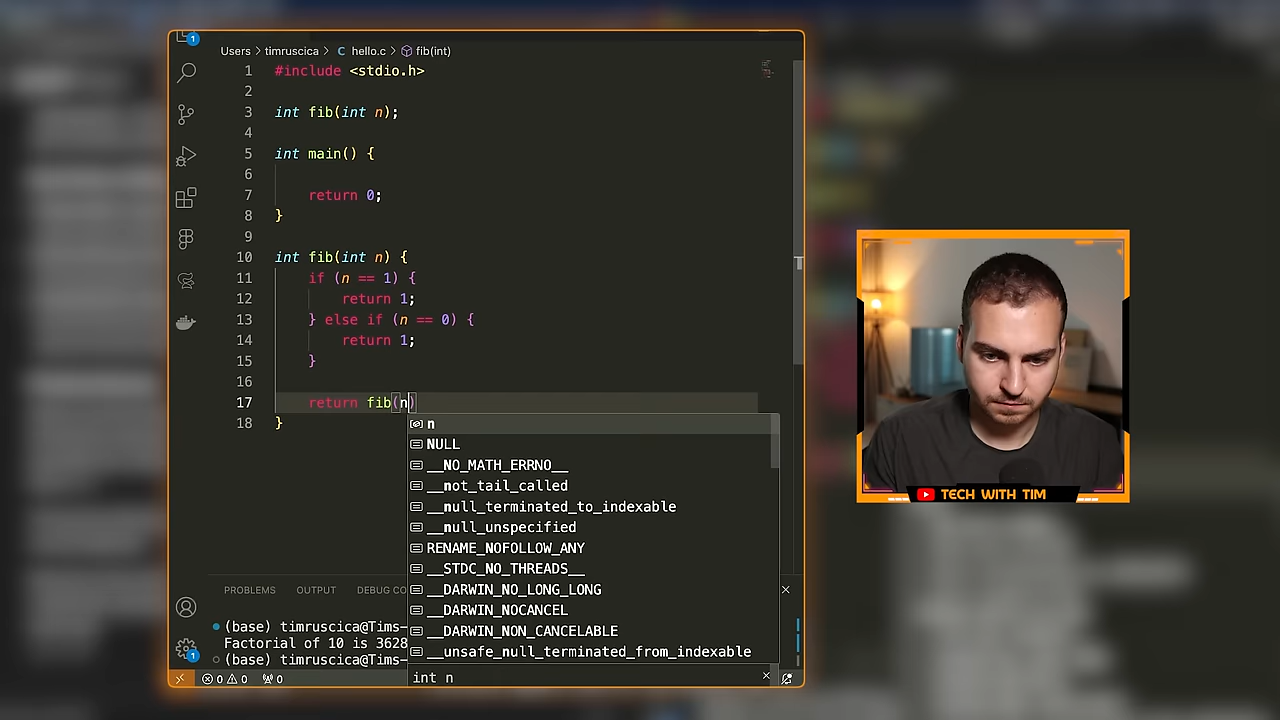 1
Users > timruscica > C hello.c > fib(int)
1 #include <stdio.h>
2
3 int fib(int n);
4
5 int main() {
6
7 return 0;
8 }
9
10 int fib(int n) {
11 if (n == 1) {
12 return 1;
13 } else if (n == 0) {
14 return 1;
15 }
16
17 return fib(n)
18 }
n
NULL
__NO_MATH_ERRNO__
__not_tail_called
__null_terminated_to_indexable
__null_unspecified
RENAME_NOFOLLOW_ANY
__STDC_NO_THREADS__
__DARWIN_NO_LONG_LONG
__DARWIN_NOCANCEL
__DARWIN_NON_CANCELABLE
__unsafe_null_terminated_from_indexable
int n
PROBLEMS OUTPUT DEBUG CO
(base) timruscica@Tims-
Factorial of 10 is 3628
(base) timruscica@Tims-
1
0 0 0
TECH WITH TIM